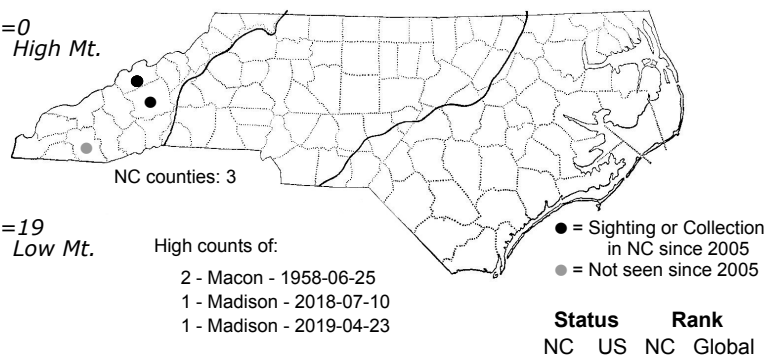 =0
High Mt.
NC counties: 3
=19
Low Mt.
High counts of:
2 - Macon - 1958-06-25
1 - Madison - 2018-07-10
1 - Madison - 2019-04-23
● = Sighting or Collection
in NC since 2005
● = Not seen since 2005
Status Rank
NC US NC Global